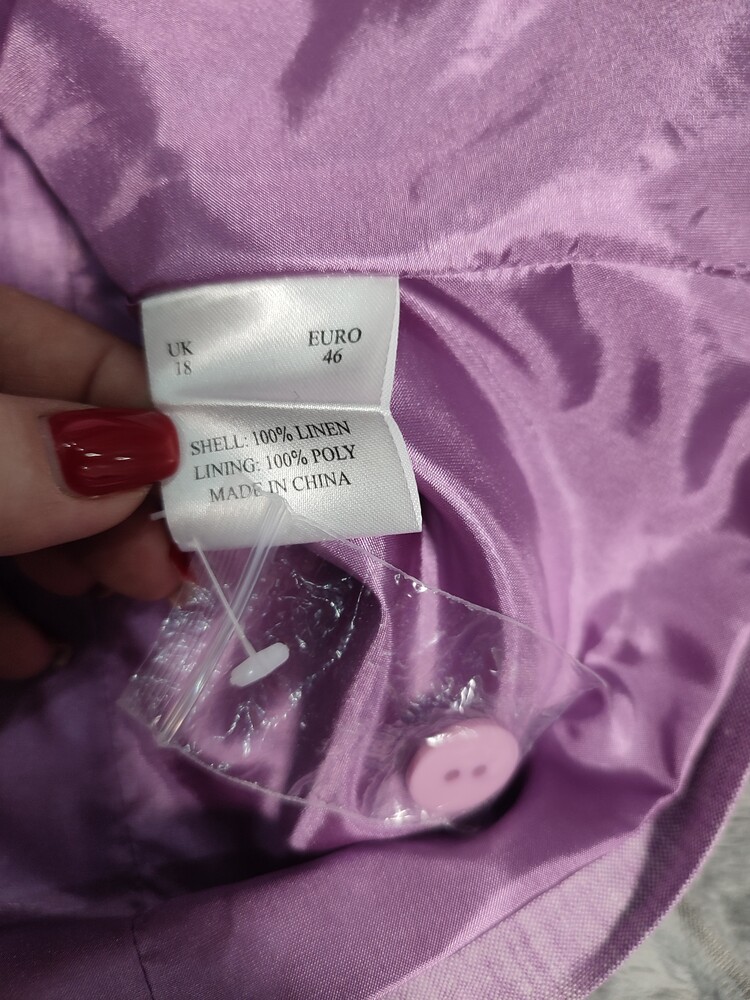 UK EURO
18 46
SHELL: 100% LINEN
LINING: 100% POLY
MADE IN CHINA